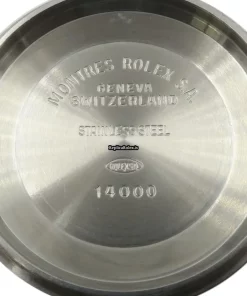 MONTRES ROLEX S.A.
GENEVA
SWITZERLAND
STAINLESS STEEL
14000